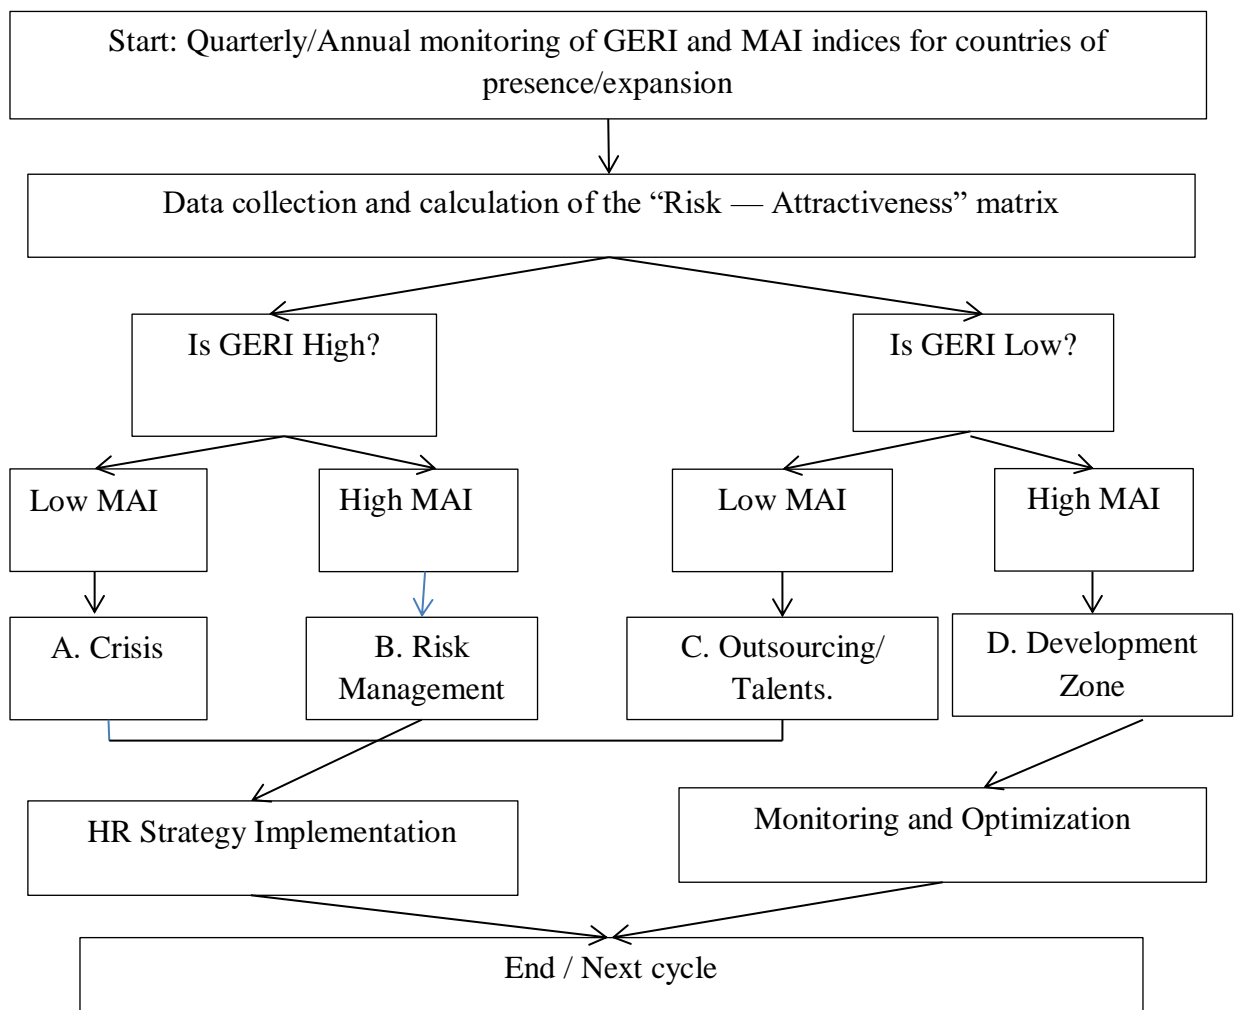 Start: Quarterly/Annual monitoring of GERI and MAI indices for countries of
presence/expansion
Data collection and calculation of the “Risk — Attractiveness” matrix
Is GERI High?
Is GERI Low?
Low MAI
High MAI
Low MAI
High MAI
A. Crisis
B. Risk
Management
C. Outsourcing/
Talents.
D. Development
Zone
HR Strategy Implementation
Monitoring and Optimization
End / Next cycle